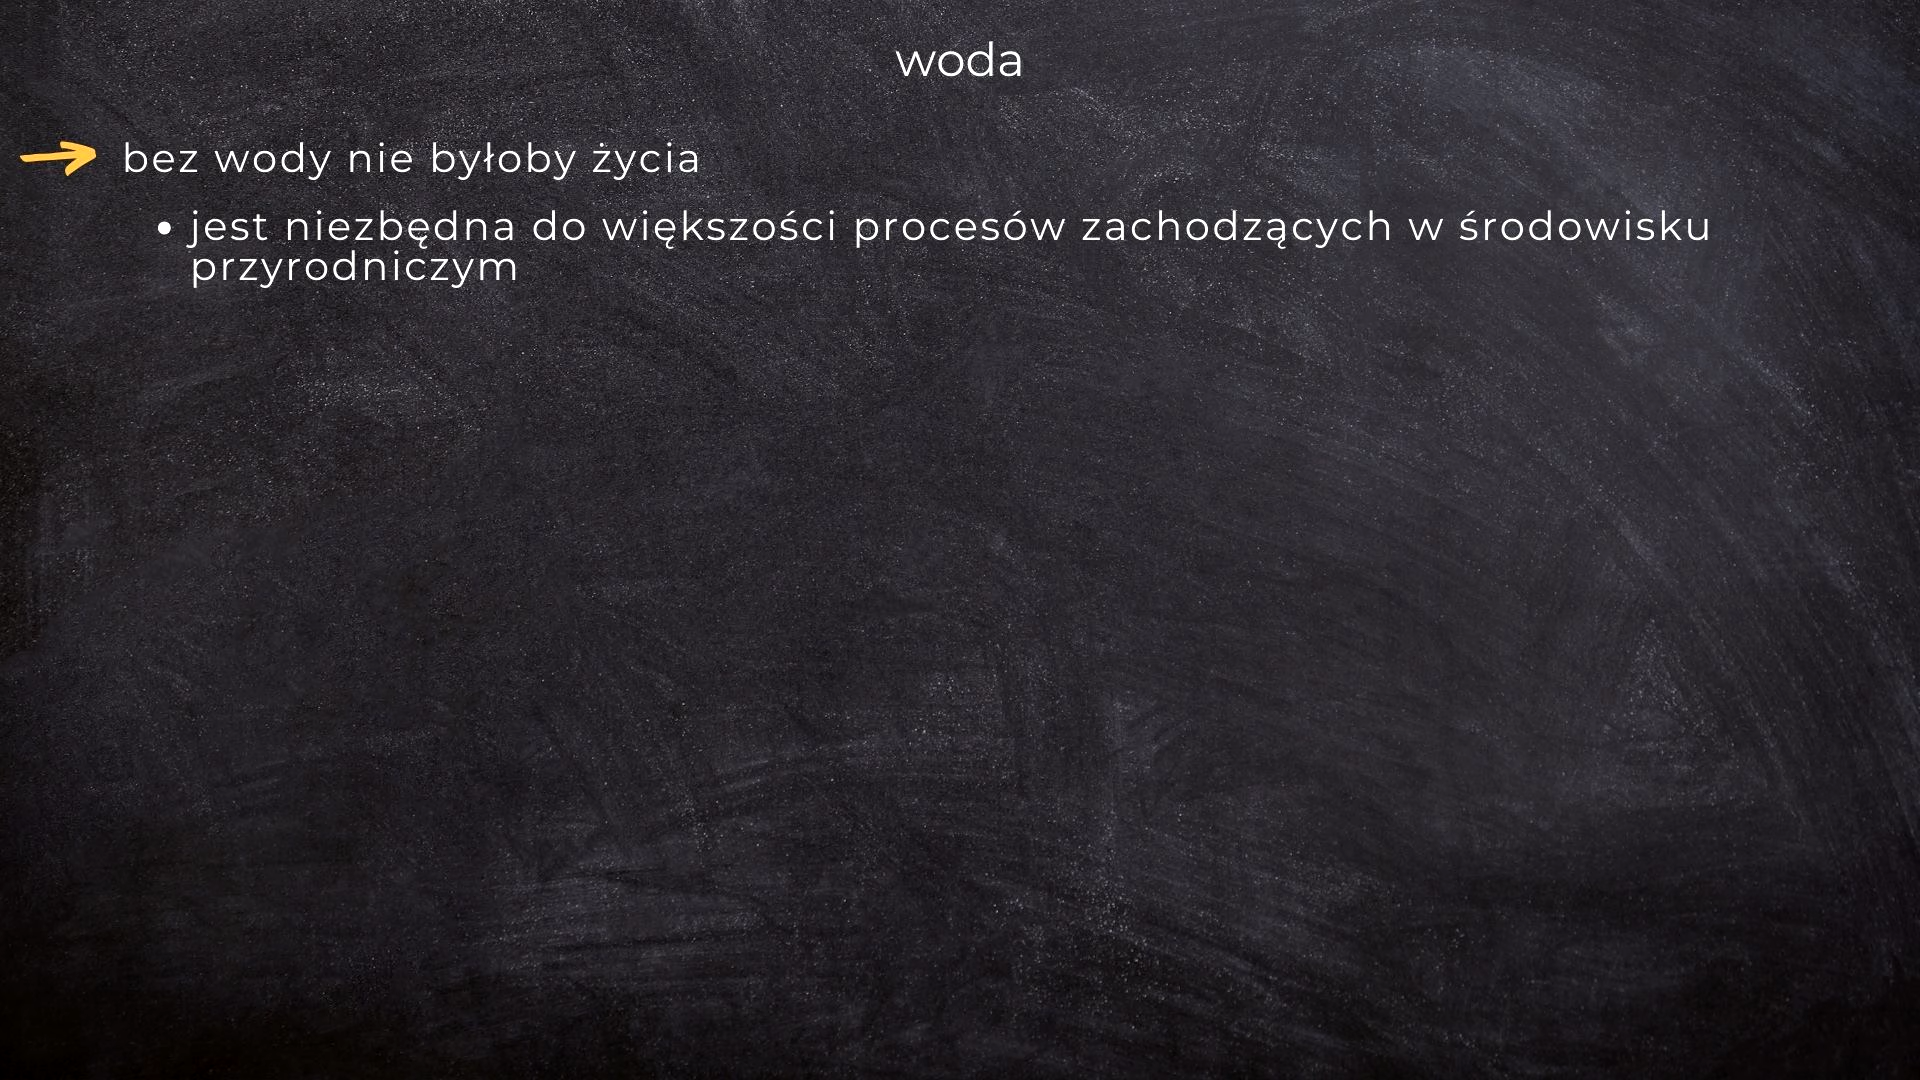 woda
bez wody nie byłoby życia
• jest niezbędna do większości procesów zachodzących w środowisku
przyrodniczym